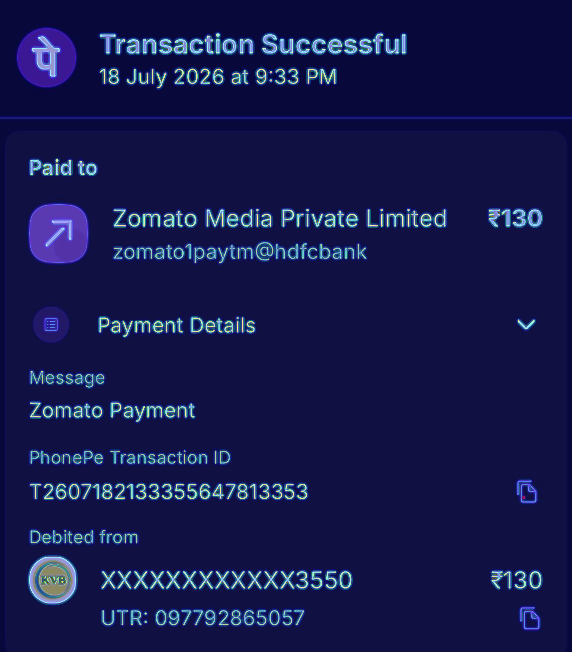 पे
Transaction Successful
18 July 2026 at 9:33 PM
Paid to
Zomato Media Private Limited ₹130
zomato1paytm@hdfcbank
Payment Details
Message
Zomato Payment
PhonePe Transaction ID
T2607182133355647813353
Debited from
KVB XXXXXXXXXXXX3550 ₹130
UTR: 097792865057